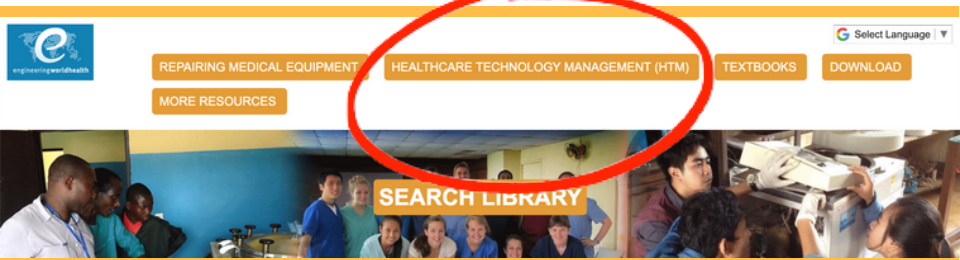 engineeringworldhealth
Select Language ▼
REPAIRING MEDICAL EQUIPMENT
HEALTHCARE TECHNOLOGY MANAGEMENT (HTM)
TEXTBOOKS
DOWNLOAD
MORE RESOURCES
SEARCH LIBRARY